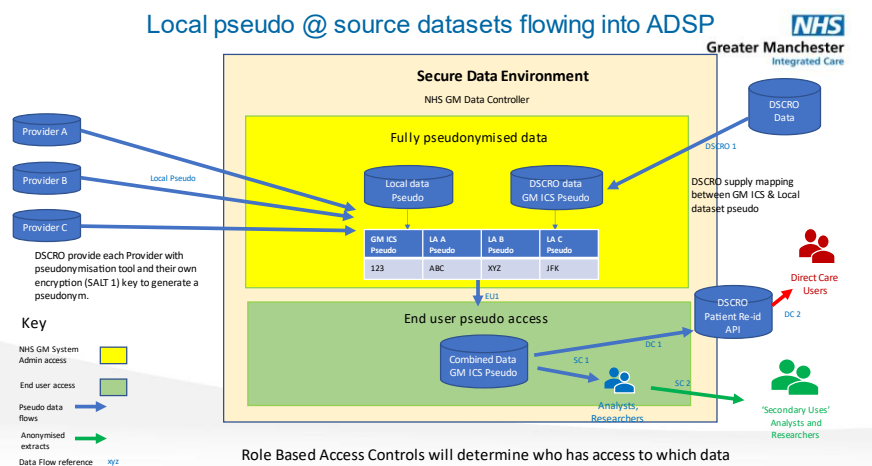 Local pseudo @ source datasets flowing into ADSP
NHS
Greater Manchester
Integrated Care
Secure Data Environment
NHS GM Data Controller
Fully pseudonymised data
Provider A
Provider B
Provider C
Local Pseudo
Local data
Pseudo
DSCRO data
GM ICS Pseudo
DSCRO
Data
DSCRO 1
DSCRO supply mapping
between GM ICS & Local
dataset pseudo
GM ICS
Pseudo
LA A
Pseudo
LA B
Pseudo
LA C
Pseudo
123
ABC
XYZ
JFK
DSCRO provide each Provider with
pseudonymisation tool and their own
encryption (SALT 1) key to generate a
pseudonym.
EU1
End user pseudo access
Combined Data
GM ICS Pseudo
DC 1
SC 1
SC 2
DSCRO
Patient Re-id
API
DC 2
Direct Care
Users
Analysts,
Researchers
'Secondary Uses'
Analysts and
Researchers
Key
NHS GM System
Admin access
End user access
Pseudo data
flows
Anonymised
extracts
Data Flow reference
xyz
Role Based Access Controls will determine who has access to which data